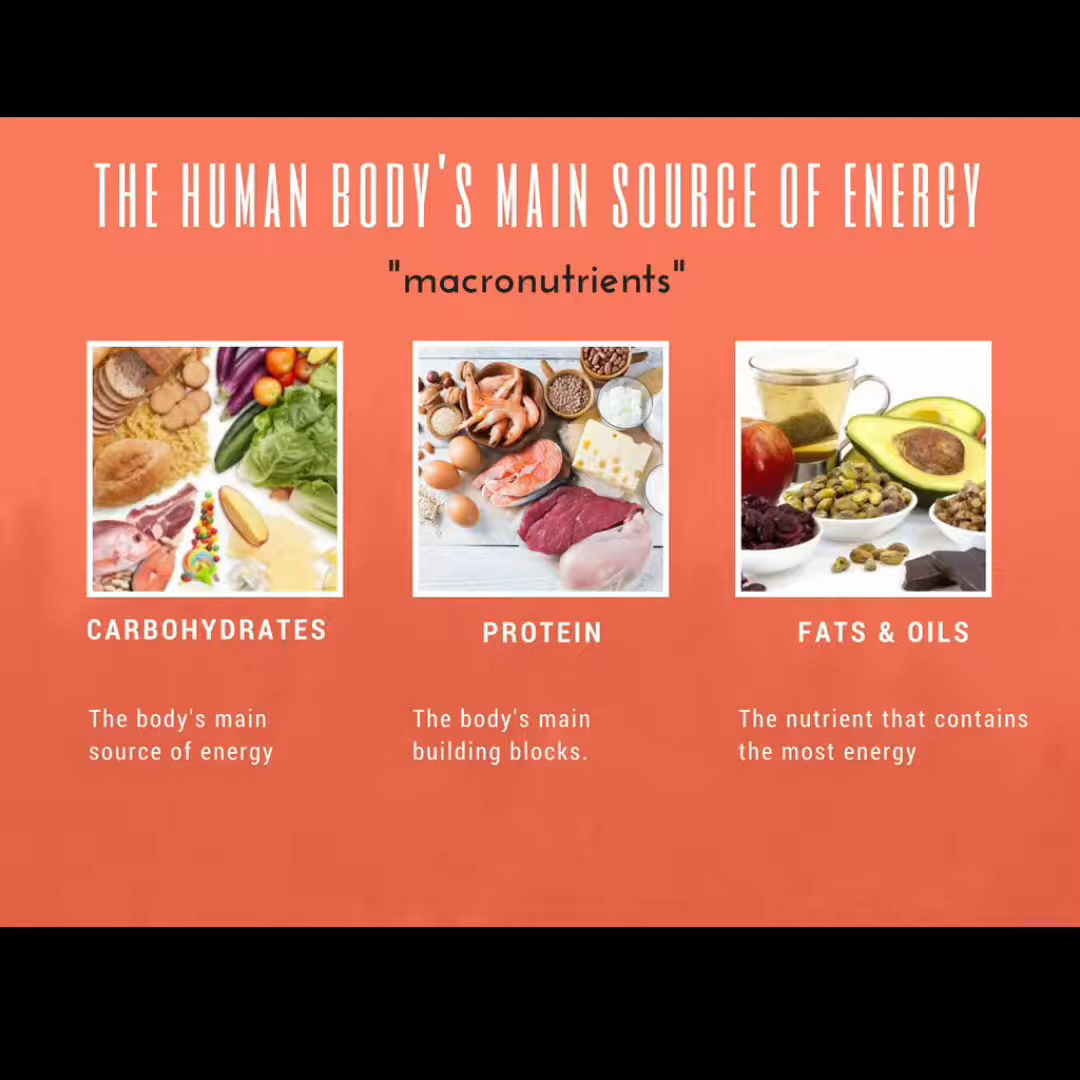 THE HUMAN BODY'S MAIN SOURCE OF ENERGY
"macronutrients"
CARBOHYDRATES
The body's main
source of energy
PROTEIN
The body's main
building blocks.
FATS & OILS
The nutrient that contains
the most energy